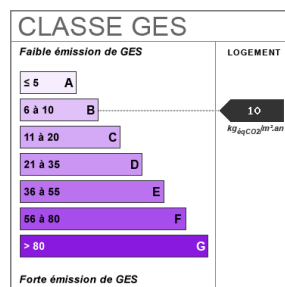 CLASSE GES
Faible émission de GES
LOGEMENT
≤ 5 A
6 à 10 B
10
kgéqCO2/m².an
11 à 20 C
21 à 35 D
36 à 55 E
56 à 80 F
> 80 G
Forte émission de GES